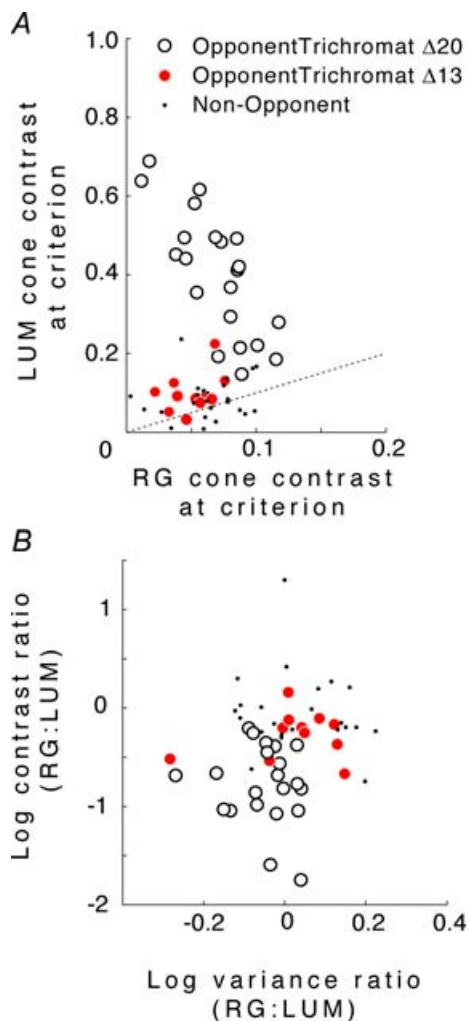 A
1.0
OpponentTrichromat Δ20
OpponentTrichromat Δ13
Non-Opponent
0.8
0.6
0.4
0.2
0
0.1
0.2
LUM cone contrast
at criterion
RG cone contrast
at criterion
B
1
0
-1
-2
-0.2
0
0.2
0.4
Log contrast ratio
(RG:LUM)
Log variance ratio
(RG:LUM)